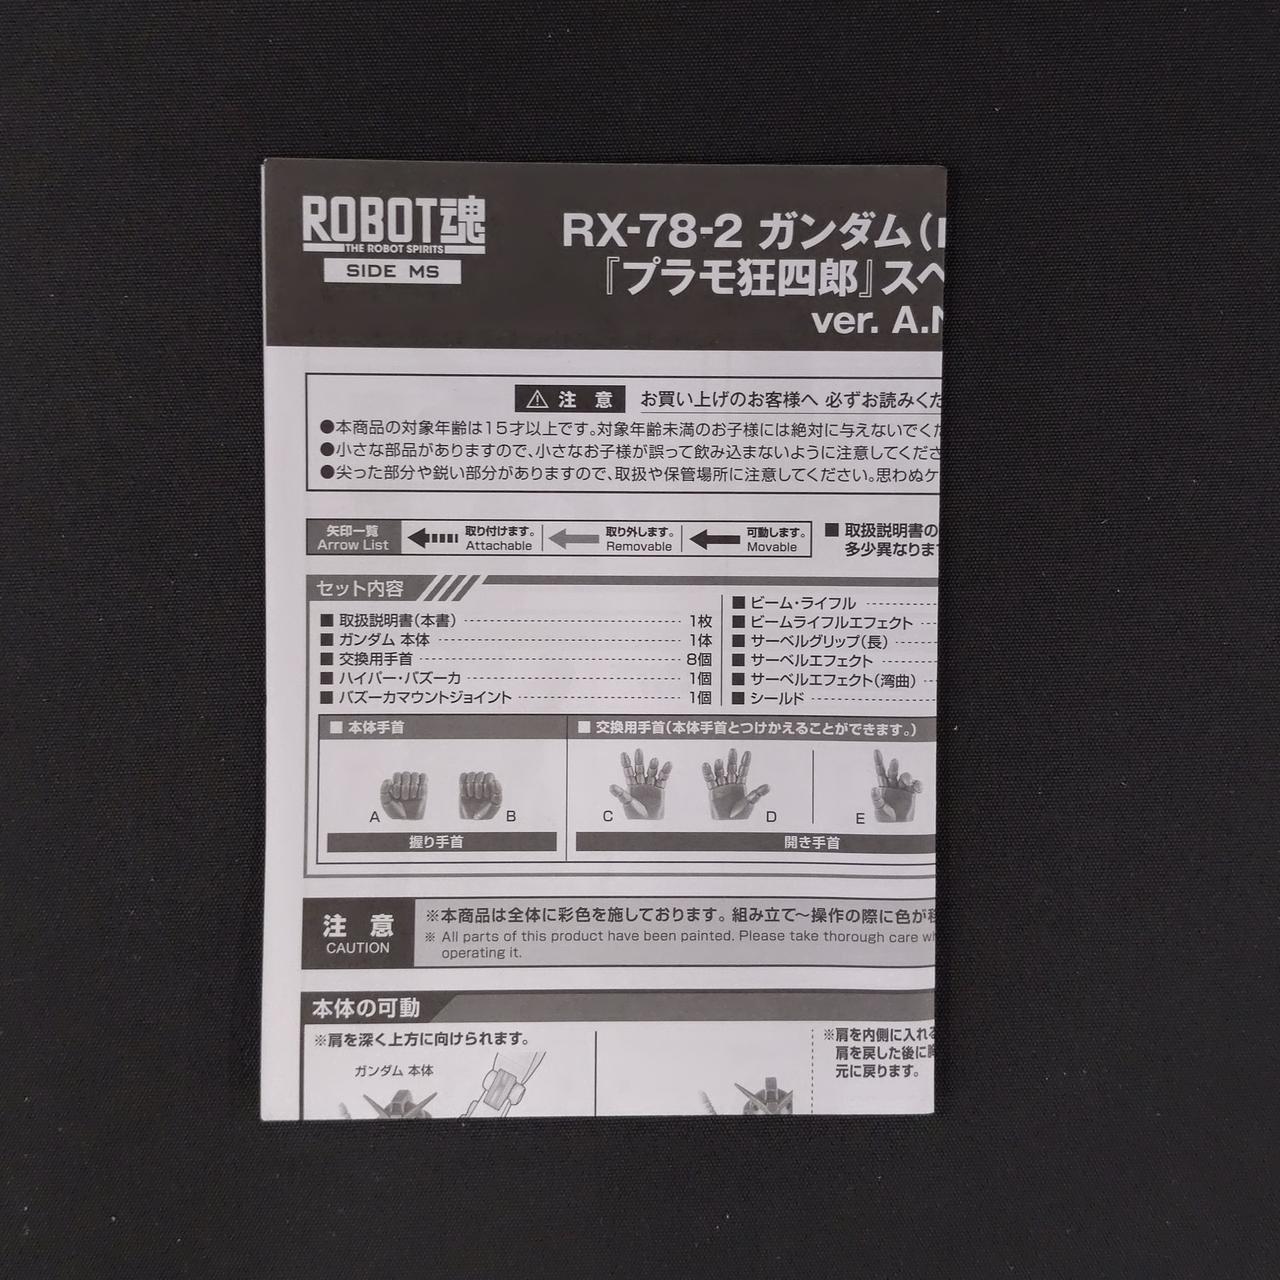 ROBOT魂
THE ROBOT SPIRITS
SIDE MS
RX-78-2 ガンダム(
『プラモ狂四郎』スペ
ver. A.N
注 意 お買い上げのお客様へ 必ずお読みくだ
●本商品の対象年齢は15才以上です。対象年齢未満のお子様には絶対に与えないでくだ
●小さな部品がありますので、小さなお子様が誤って飲み込まないように注意してくださ
●尖った部分や鋭い部分がありますので、取扱や保管場所に注意してください。思わぬケ
矢印一覧
Arrow List
取り付けます。
Attachable
取り外します。
Removable
可動します。
Movable
■ 取扱説明書の
多少異なりま
セット内容
■ 取扱説明書(本書) 1枚
■ ガンダム 本体 1体
■ 交換用手首 8個
■ ハイパー・バズーカ 1個
■ バズーカマウントジョイント 1個
■ ビーム・ライフル
■ ビームライフルエフェクト
■ サーベルグリップ(長)
■ サーベルエフェクト
■ サーベルエフェクト(湾曲)
■ シールド
■ 本体手首
A B
握り手首
■ 交換用手首(本体手首とつけかえることができます。)
C D E
開き手首
注 意
CAUTION
※本商品は全体に彩色を施しております。組み立て〜操作の際に色が移
※ All parts of this product have been painted. Please take thorough care wh
operating it.
本体の可動
※肩を深く上方に向けられます。
ガンダム 本体
※肩を内側に入れ
肩を戻した後に胸
元に戻ります。